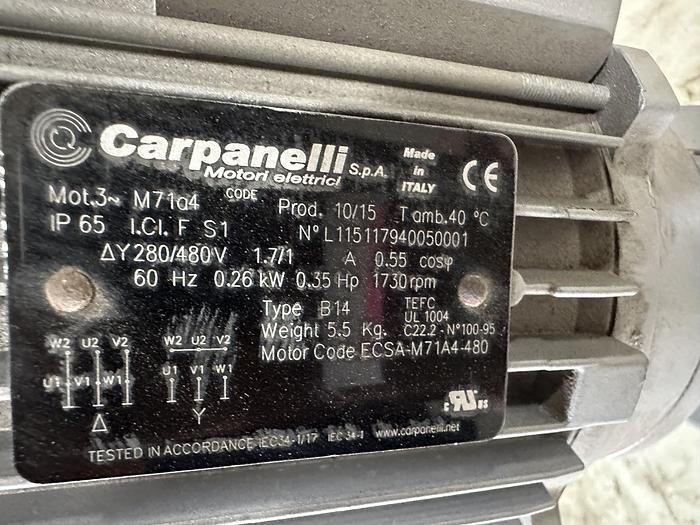 Carpanelli S.p.A.
Motori elettrici
Made in ITALY
CE
Mot.3~ M71a4 CODE Prod. 10/15 Tamb.40 °C
IP 65 I.Cl. F S1 N° L115117940050001
ΔY 280/480V 1.7/1 A 0.55 cosφ
60 Hz 0.26 kW 0.35 Hp 1730 rpm
Type B14 TEFC
UL 1004
Weight 5.5 Kg. C22.2 - N°100-95
Motor Code ECSA-M71A4-480
W2 U2 V2 W2 U2 V2
U1 V1 W1 U1 V1 W1
Δ Y
c RU us
TESTED IN ACCORDANCE IEC34-1/17 IEC 34-1 www.carpanelli.net